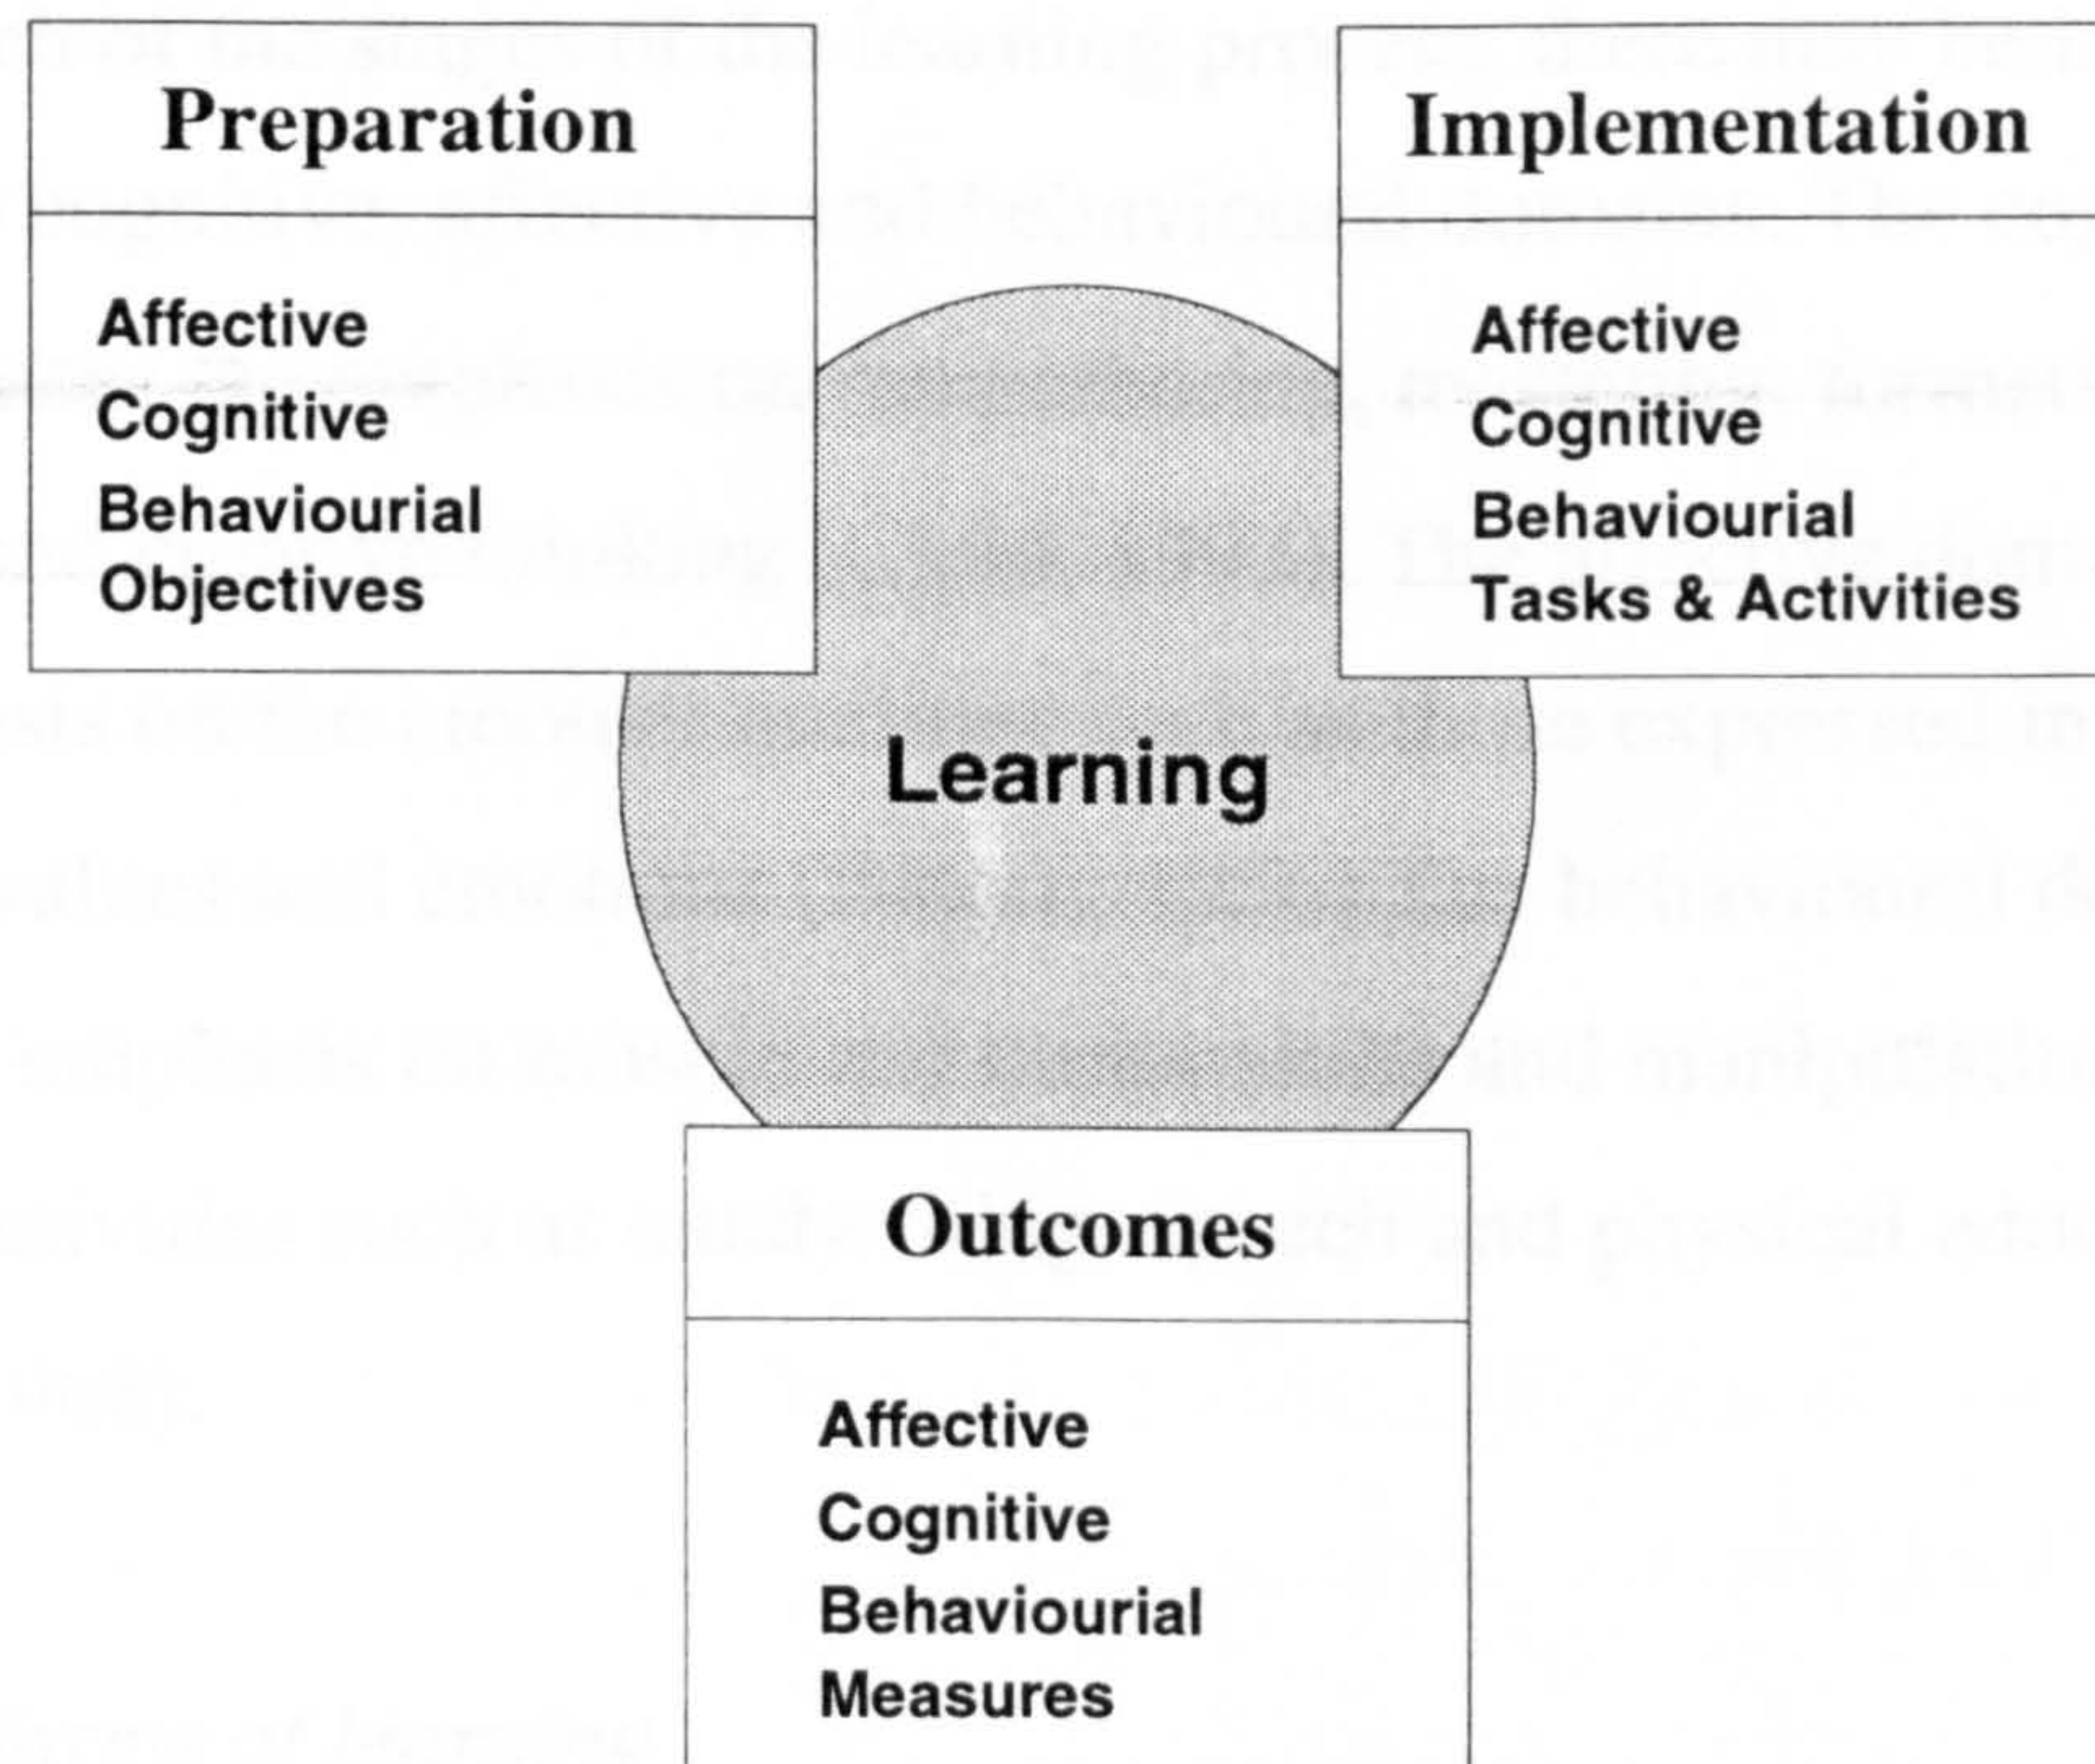 Preparation
Affective
Cognitive
Behaviourial
Objectives
Implementation
Affective
Cognitive
Behaviourial
Tasks & Activities
Learning
Outcomes
Affective
Cognitive
Behaviourial
Measures